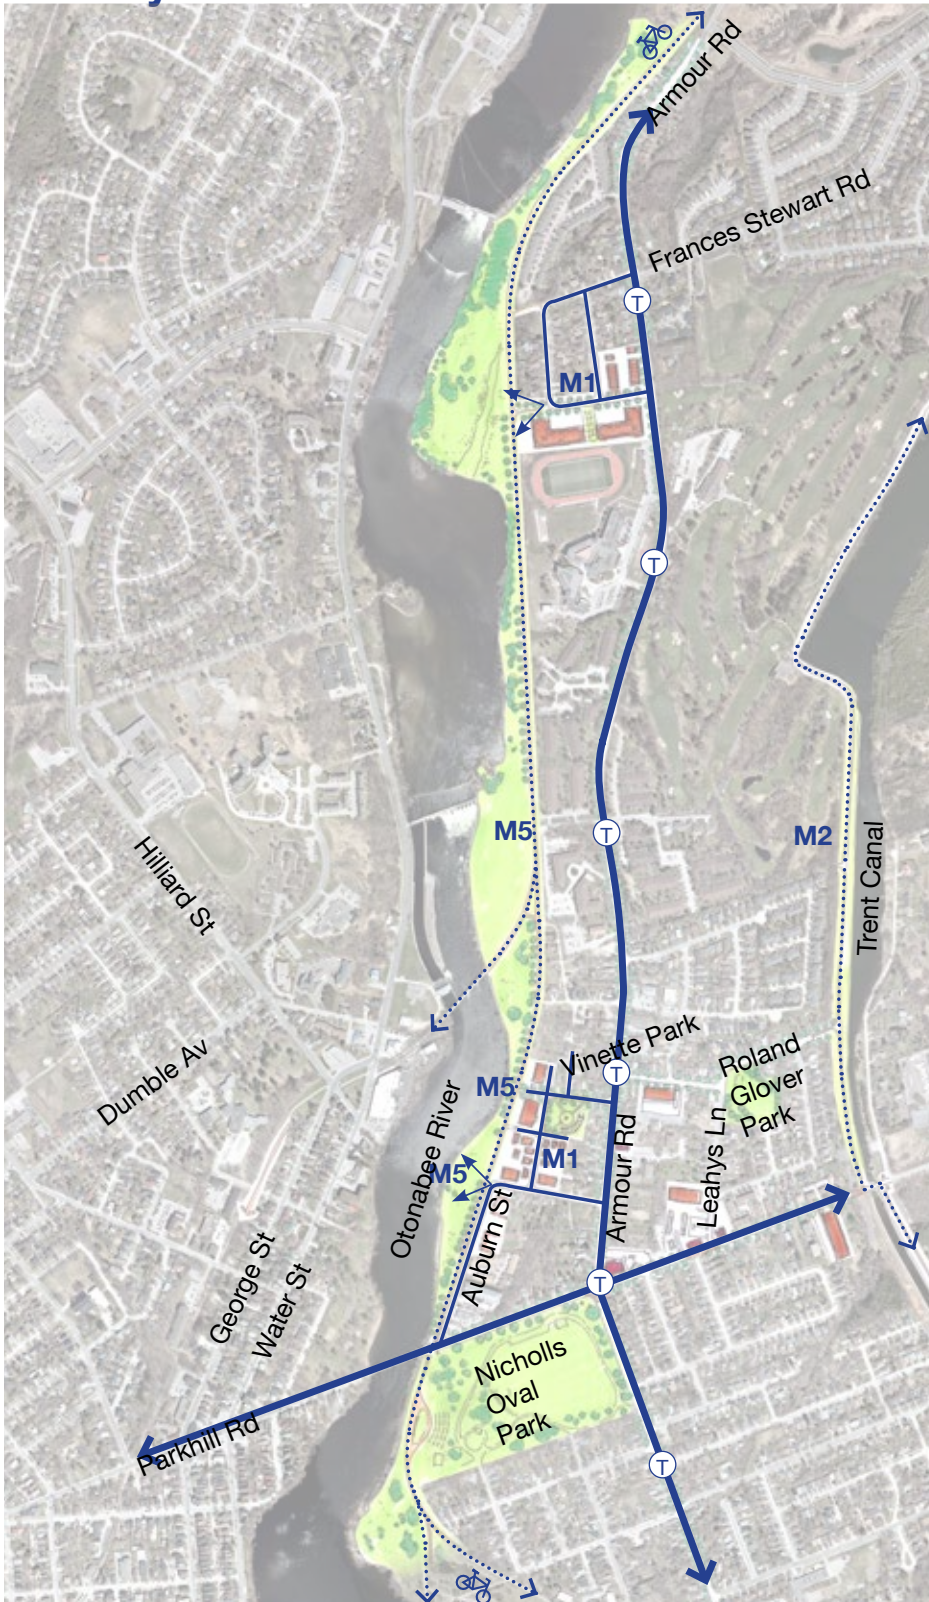 Armour Rd
Frances Stewart Rd
T
M1
T
M5
T
M2
Trent Canal
Hilliard St
Dumble Av
Vinette Park
T
Roland
Glover
Park
M5
M1
M5
Otonabee River
Armour Rd
Leahys Ln
Auburn St
George St
Water St
T
Nicholls
Oval
Park
Parkhill Rd
T